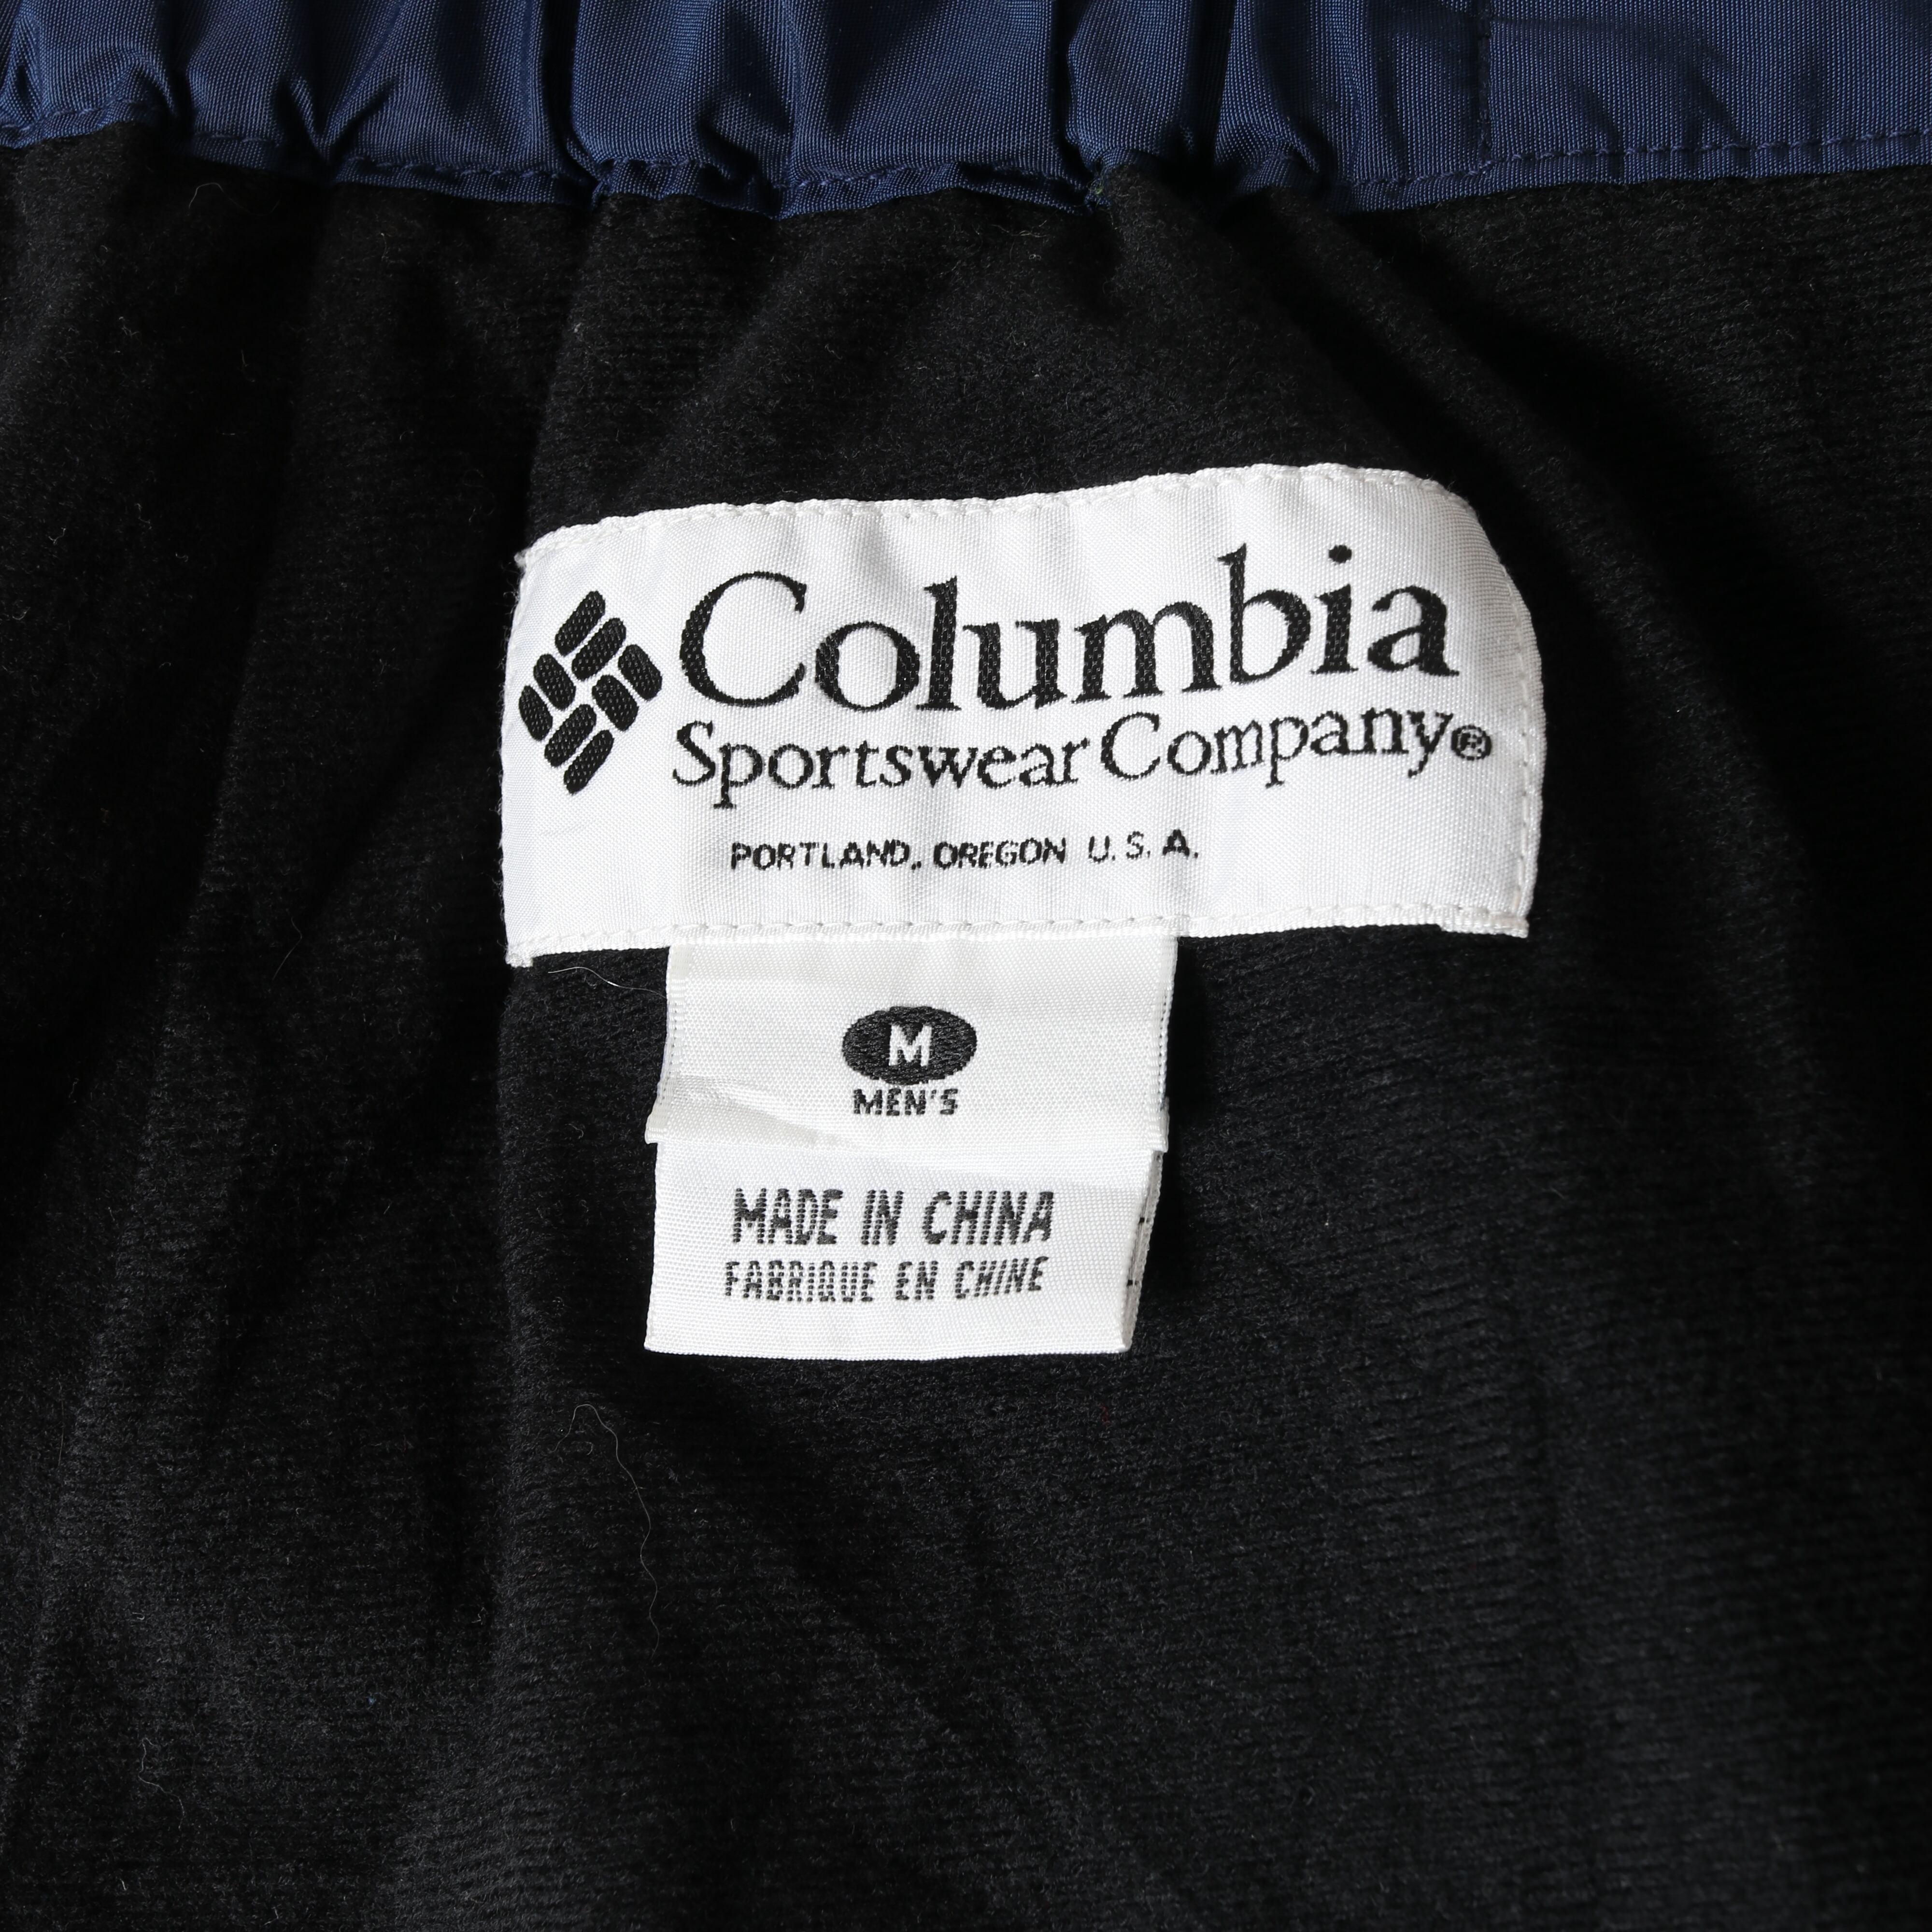 Columbia
Sportswear Company®
PORTLAND, OREGON U.S.A.
M
MEN'S
MADE IN CHINA
FABRIQUE EN CHINE